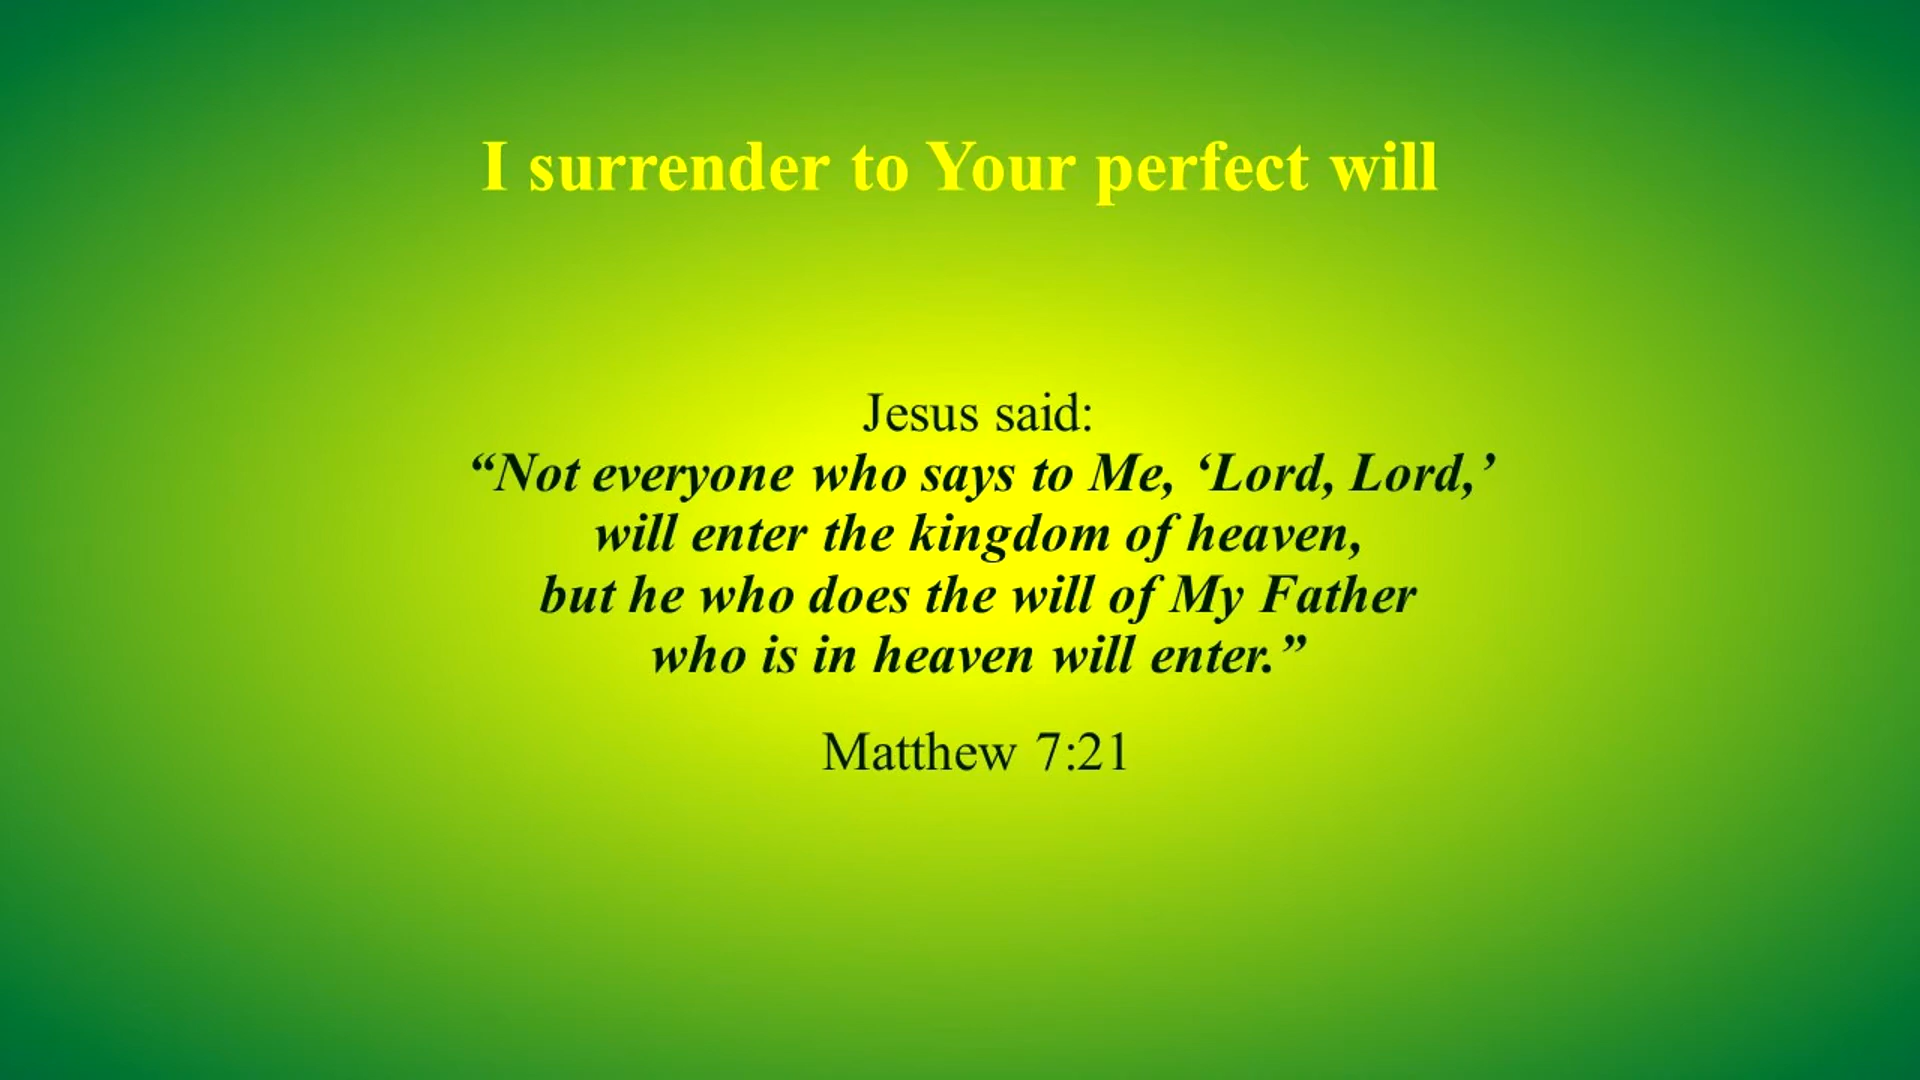 I surrender to Your perfect will
Jesus said:
“Not everyone who says to Me, ‘Lord, Lord,’
will enter the kingdom of heaven,
but he who does the will of My Father
who is in heaven will enter.”
Matthew 7:21